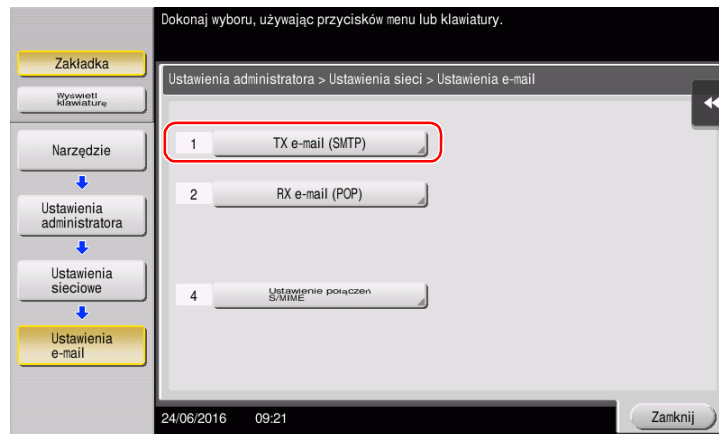 Dokonaj wyboru, używając przycisków menu lub klawiatury.
Zakładka
Wyświetl
klawiaturę
Ustawienia administratora > Ustawienia sieci > Ustawienia e-mail
Narzędzie
1 TX e-mail (SMTP)
2 RX e-mail (POP)
Ustawienia
administratora
Ustawienia
sieciowe
4 Ustawienie połączeń
S/MIME
Ustawienia
e-mail
24/06/2016 09:21
Zamknij